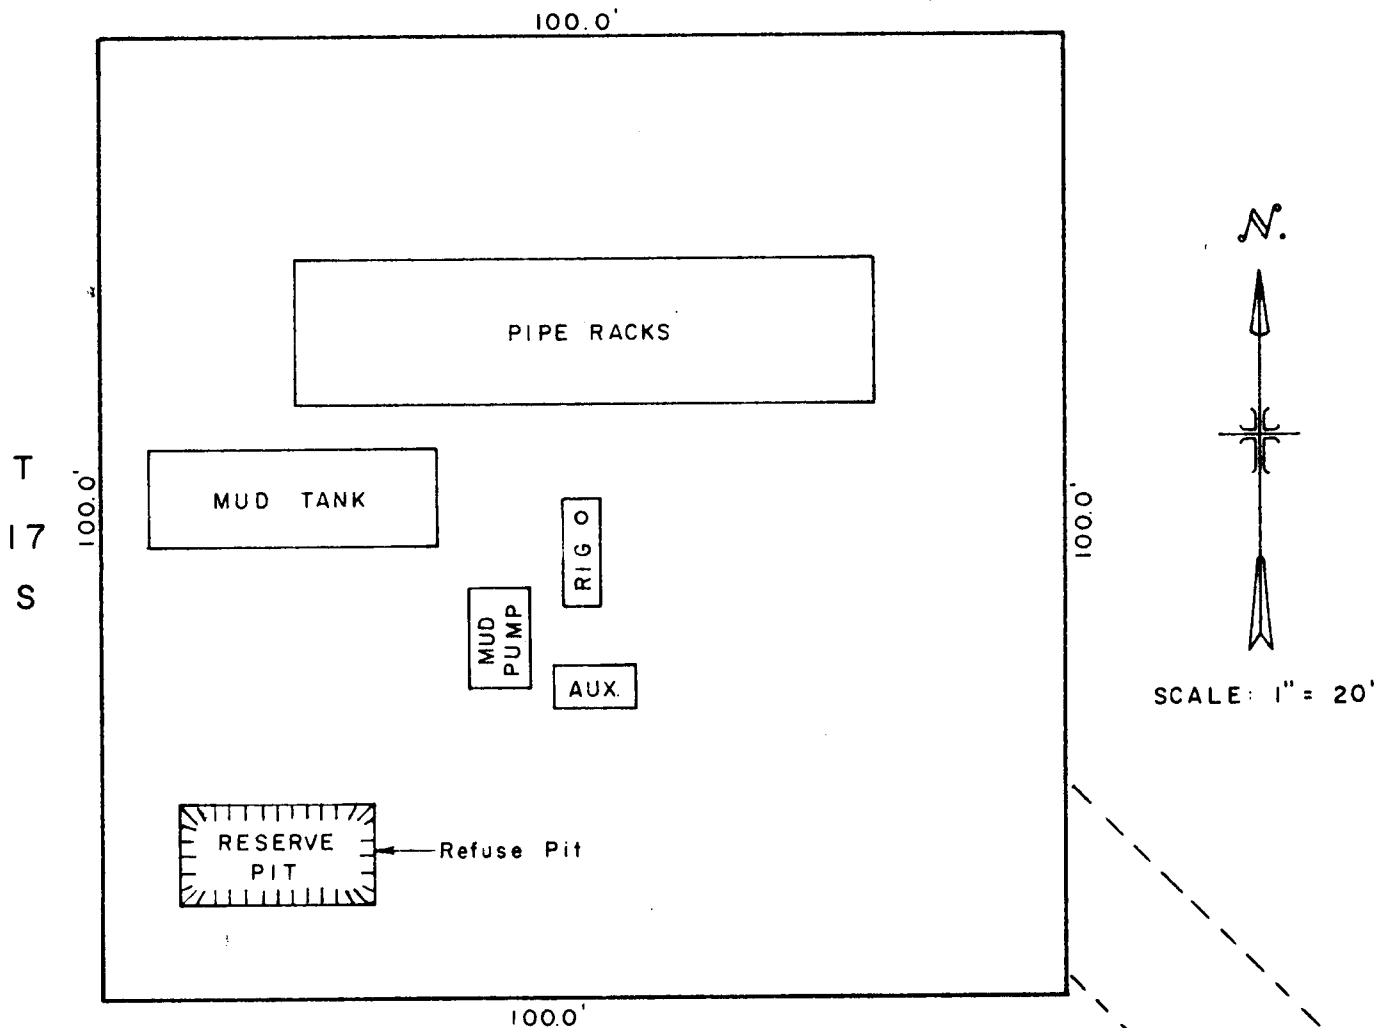 100.0'
N.
PIPE RACKS
T
17
S
100.0'
MUD TANK
RIG
100.0'
MUD
PUMP
AUX.
SCALE: 1" = 20'
RESERVE
PIT
Refuse Pit
100.0'